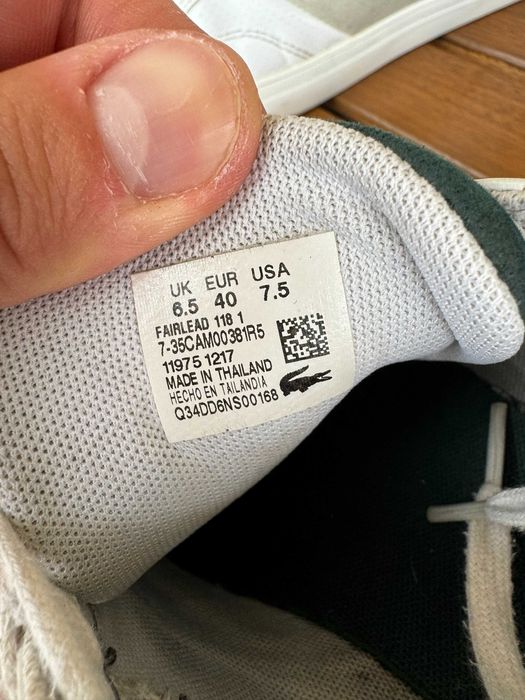 UK EUR USA
6.5 40 7.5
FAIRLEAD 118 1
7-35CAM00381R5
11975 1217
MADE IN THAILAND
HECHO EN TAILANDIA
Q34DD6NS00168